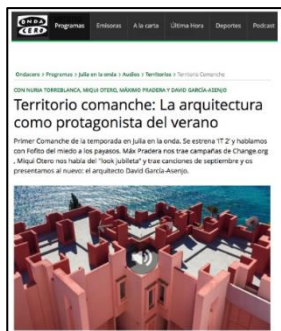 ONDA CERO
Programas Emisoras A la carta Última Hora Deportes Podcast
Ondacero > Programas > Julia en la onda > Audios > Territorios > Territorio Comanche
CON NURIA TORREBLANCA, MIQUI OTERO, MÁXIMO PRADERA Y DAVID GARCÍA-ASENJO
Territorio comanche: La arquitectura
como protagonista del verano
Primer Comanche de la temporada en Julia en la onda. Se estrena 'IT 2' y hablamos
con Fofito del miedo a los payasos. Máx Pradera nos trae campañas de Change.org
, Miqui Otero nos habla del "look jubileta" y trae canciones de septiembre y os
presentamos al nuevo: el arquitecto David García-Asenjo.